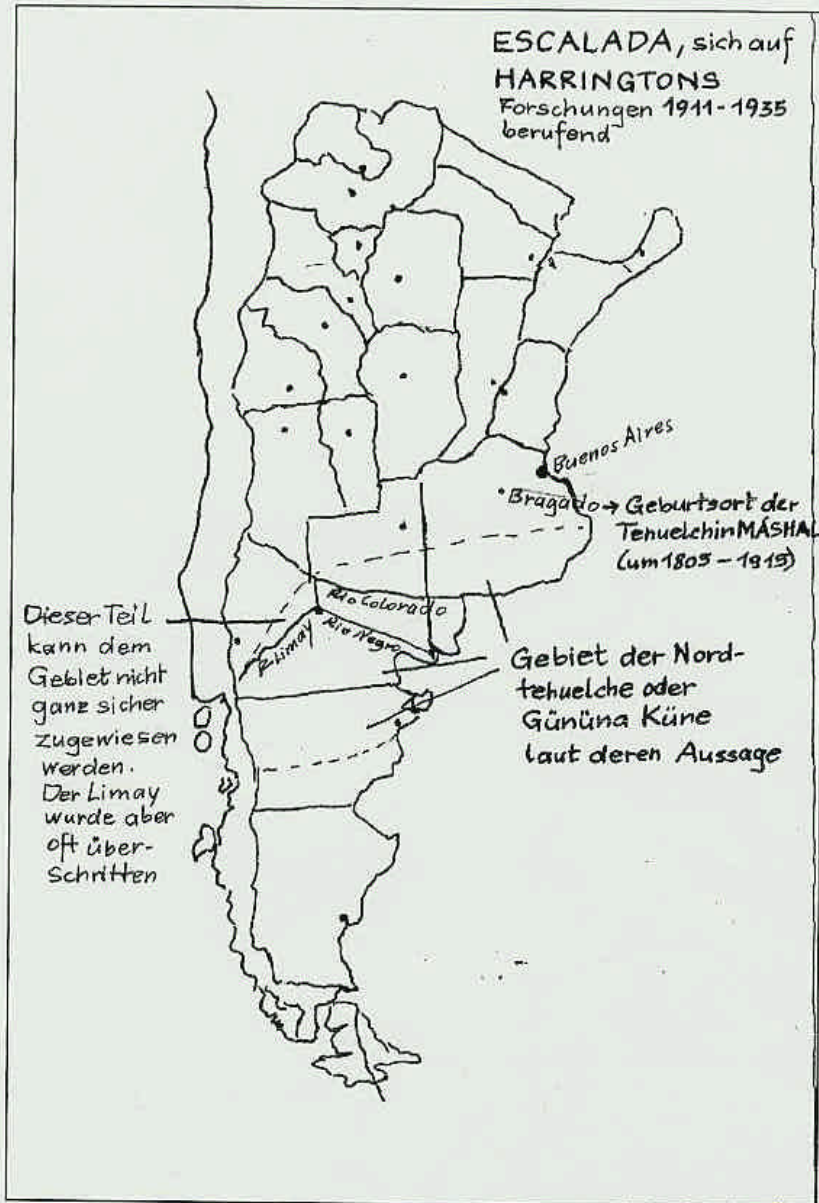 ESCALADA, sich auf
HARRINGTONS
Forschungen 1911-1935
berufend
Buenos Aires
Bragado → Geburtsort der
Tehuelchin MÁSHAL
(um 1805 - 1915)
Rio Colorado
Rio Negro
R. Limay
Dieser Teil
kann dem
Gebiet nicht
ganz sicher
zugewiesen
werden.
Der Limay
wurde aber
oft über-
schritten
Gebiet der Nord-
tehuelche oder
Gününa Küne
laut deren Aussage